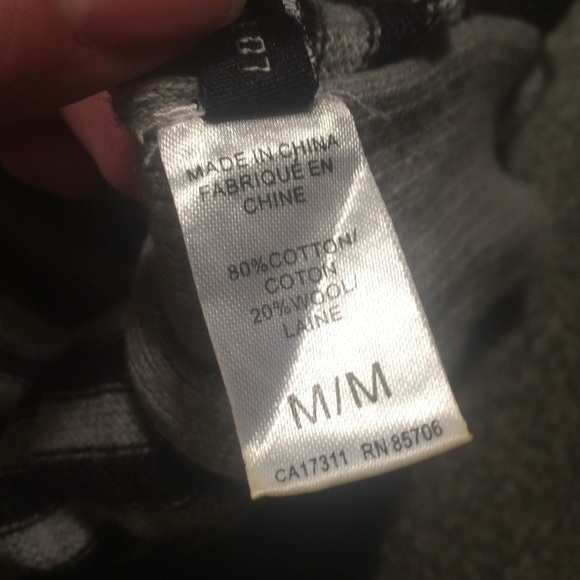 MADE IN CHINA
FABRIQUÉ EN
CHINE
80%COTTON/
COTON
20%WOOL/
LAINE
M/M
CA17311 RN 85706